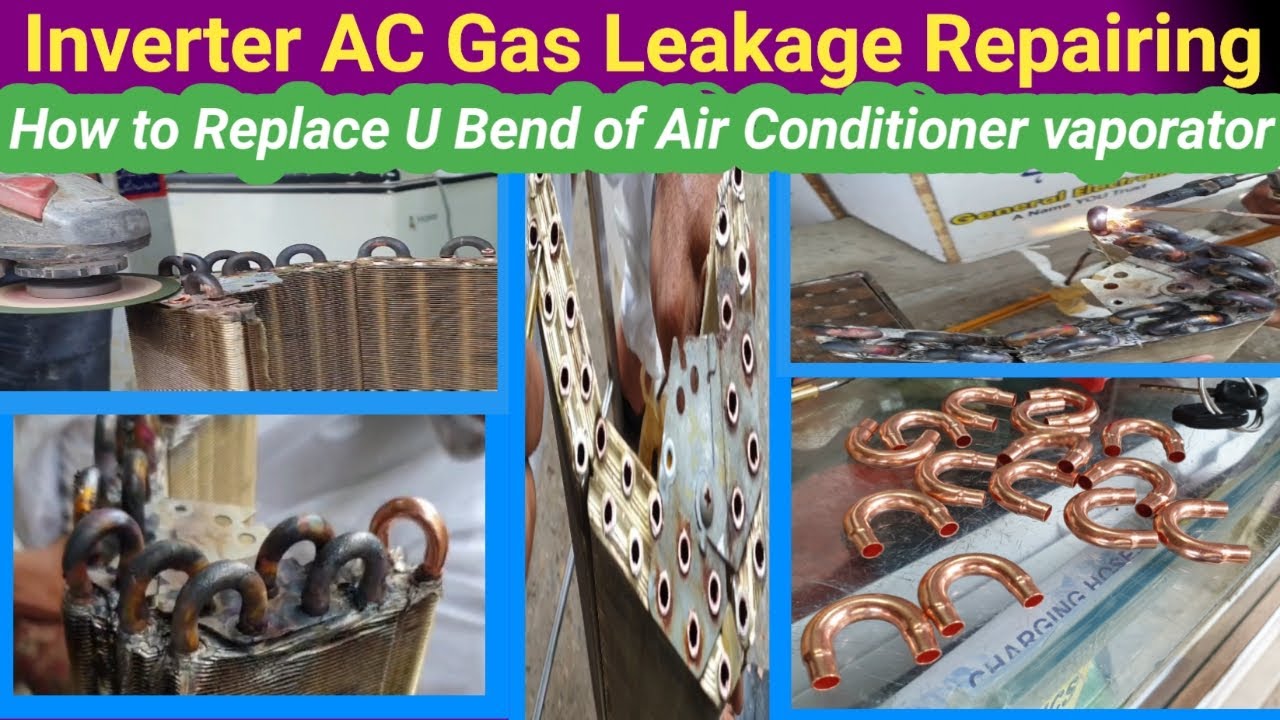 Inverter AC Gas Leakage Repairing
How to Replace U Bend of Air Conditioner vaporator
General Electron
A Name YOU Trust
CHARGING HOSE